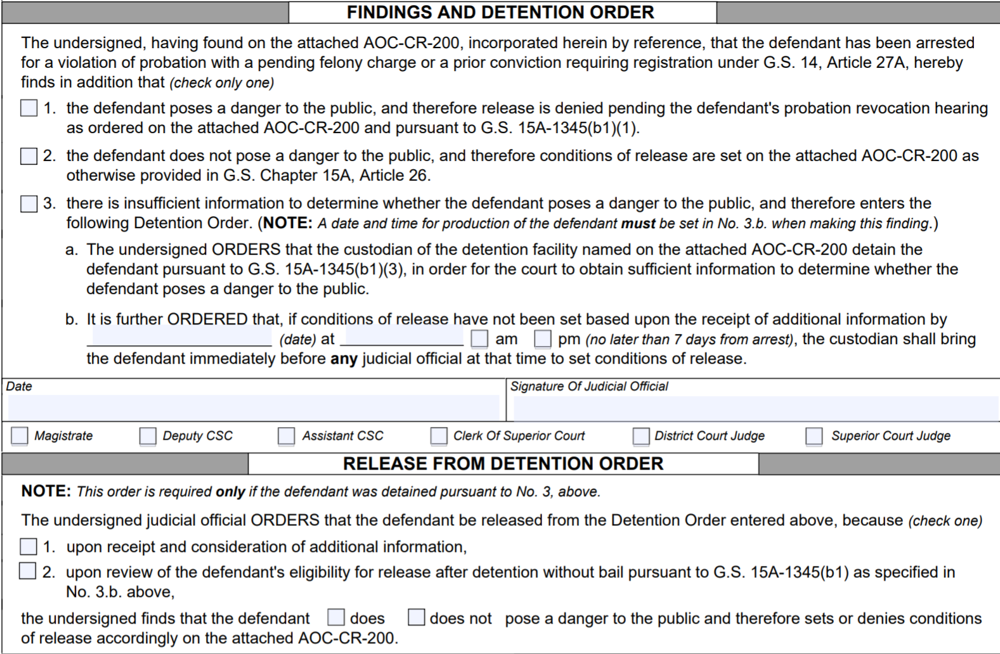 FINDINGS AND DETENTION ORDER
The undersigned, having found on the attached AOC-CR-200, incorporated herein by reference, that the defendant has been arrested
for a violation of probation with a pending felony charge or a prior conviction requiring registration under G.S. 14, Article 27A, hereby
finds in addition that (check only one)
1. the defendant poses a danger to the public, and therefore release is denied pending the defendant's probation revocation hearing
as ordered on the attached AOC-CR-200 and pursuant to G.S. 15A-1345(b1)(1).
2. the defendant does not pose a danger to the public, and therefore conditions of release are set on the attached AOC-CR-200 as
otherwise provided in G.S. Chapter 15A, Article 26.
3. there is insufficient information to determine whether the defendant poses a danger to the public, and therefore enters the
following Detention Order. (NOTE: A date and time for production of the defendant must be set in No. 3.b. when making this finding.)
a. The undersigned ORDERS that the custodian of the detention facility named on the attached AOC-CR-200 detain the
defendant pursuant to G.S. 15A-1345(b1)(3), in order for the court to obtain sufficient information to determine whether the
defendant poses a danger to the public.
b. It is further ORDERED that, if conditions of release have not been set based upon the receipt of additional information by
(date) at am pm (no later than 7 days from arrest), the custodian shall bring
the defendant immediately before any judicial official at that time to set conditions of release.
Date Signature Of Judicial Official
Magistrate Deputy CSC Assistant CSC Clerk Of Superior Court District Court Judge Superior Court Judge
RELEASE FROM DETENTION ORDER
NOTE: This order is required only if the defendant was detained pursuant to No. 3, above.
The undersigned judicial official ORDERS that the defendant be released from the Detention Order entered above, because (check one)
1. upon receipt and consideration of additional information,
2. upon review of the defendant's eligibility for release after detention without bail pursuant to G.S. 15A-1345(b1) as specified in
No. 3.b. above,
the undersigned finds that the defendant does does not pose a danger to the public and therefore sets or denies conditions
of release accordingly on the attached AOC-CR-200.